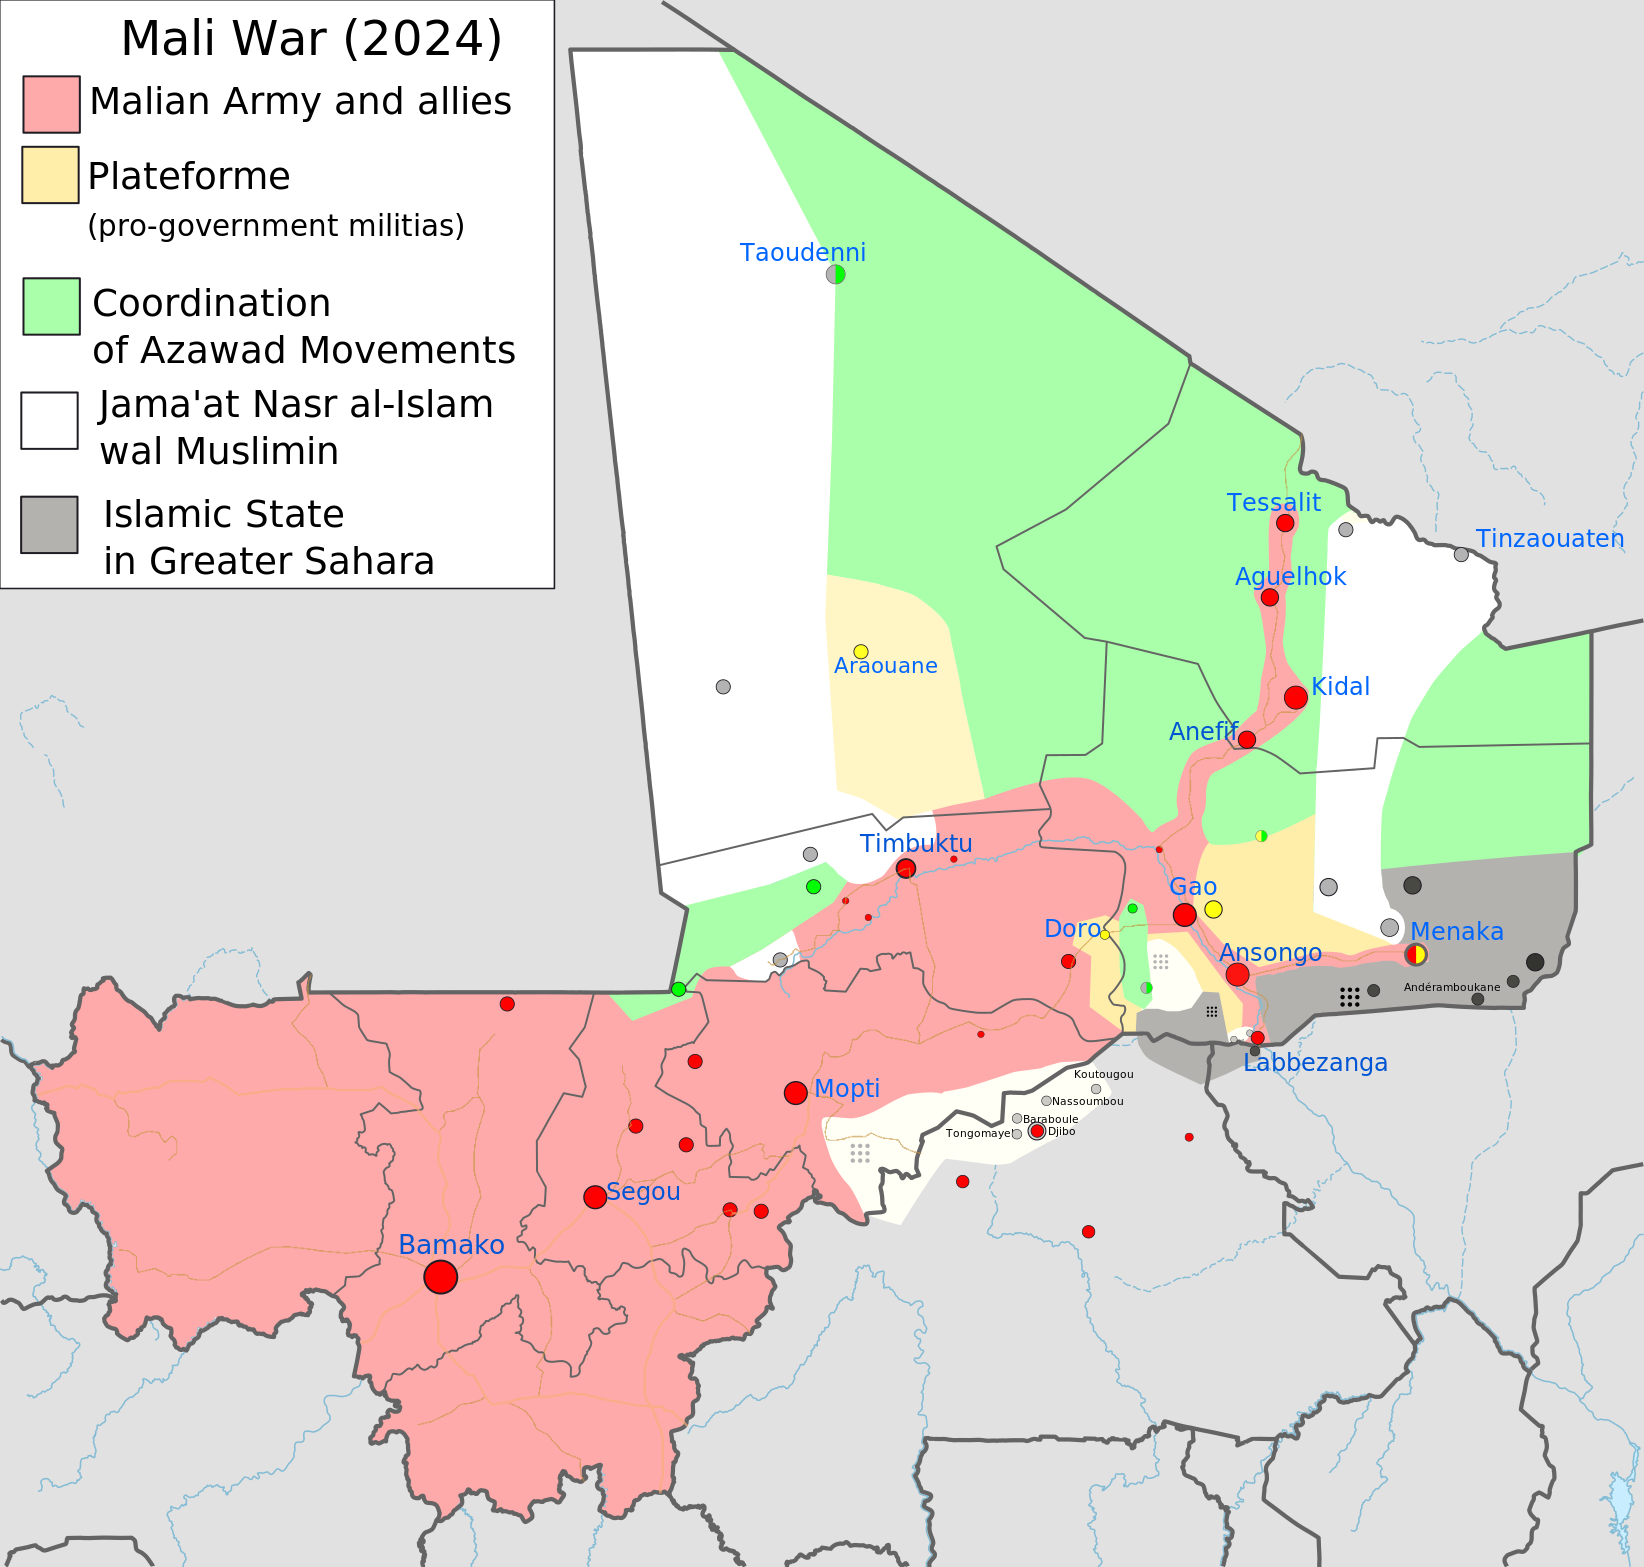 Mali War (2024)
Malian Army and allies
Plateforme
(pro-government militias)
Coordination
of Azawad Movements
Jama'at Nasr al-Islam
wal Muslimin
Islamic State
in Greater Sahara
Taoudenni
Tessalit
Tinzaouaten
Aguelhok
Araouane
Kidal
Anefif
Timbuktu
Gao
Doro
Menaka
Ansongo
Andéramboukane
Labbezanga
Koutougou
Mopti
Nassoumbou
Baraboule
Tongomayel
Djibo
Segou
Bamako